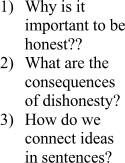 1) Why is it
important to be
honest??
2) What are the
consequences
of dishonesty?
3) How do we
connect ideas
in sentences?